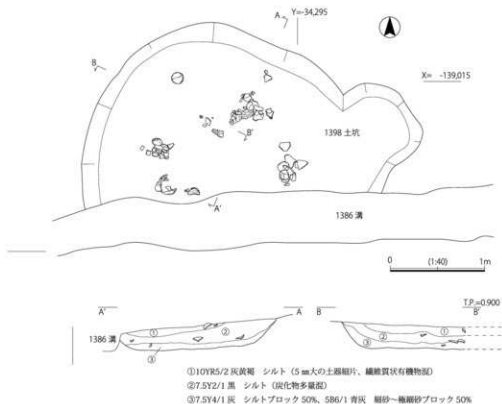 A
Y=-34,295
B
X= -139,015
B'
1398 土坑
A'
1386 溝
0 (1:40) 1m
T.P.=0.900
A' A B B'
1386 溝
① ② ③ ① ② ③
①10YR5/2 灰黄褐 シルト（5 ㎜大の土器細片、繊維質状有機物混）
②7.5Y2/1 黒 シルト（炭化物多量混）
③7.5Y4/1 灰 シルトブロック 50%、5B6/1 青灰 細砂～極細砂ブロック 50%